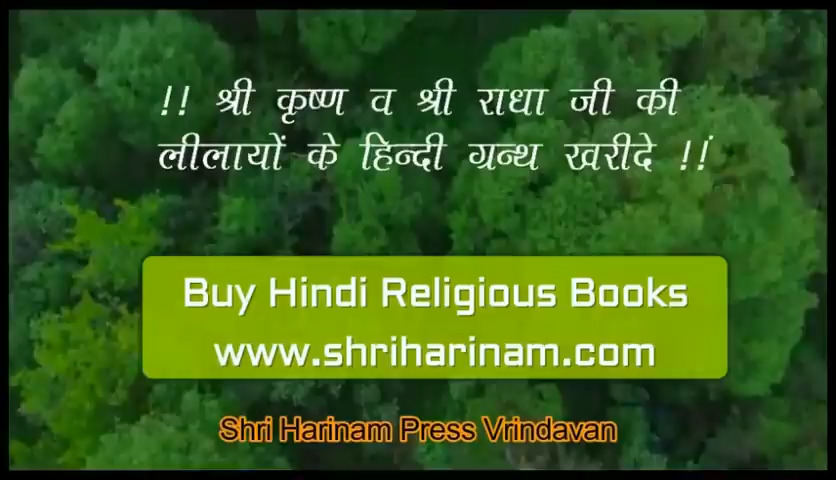 !! श्री कृष्ण व श्री राधा जी की
लीलायों के हिन्दी ग्रन्थ खरीदे !!ं
Buy Hindi Religious Books
www.shriharinam.com
Shri Harinam Press Vrindavan